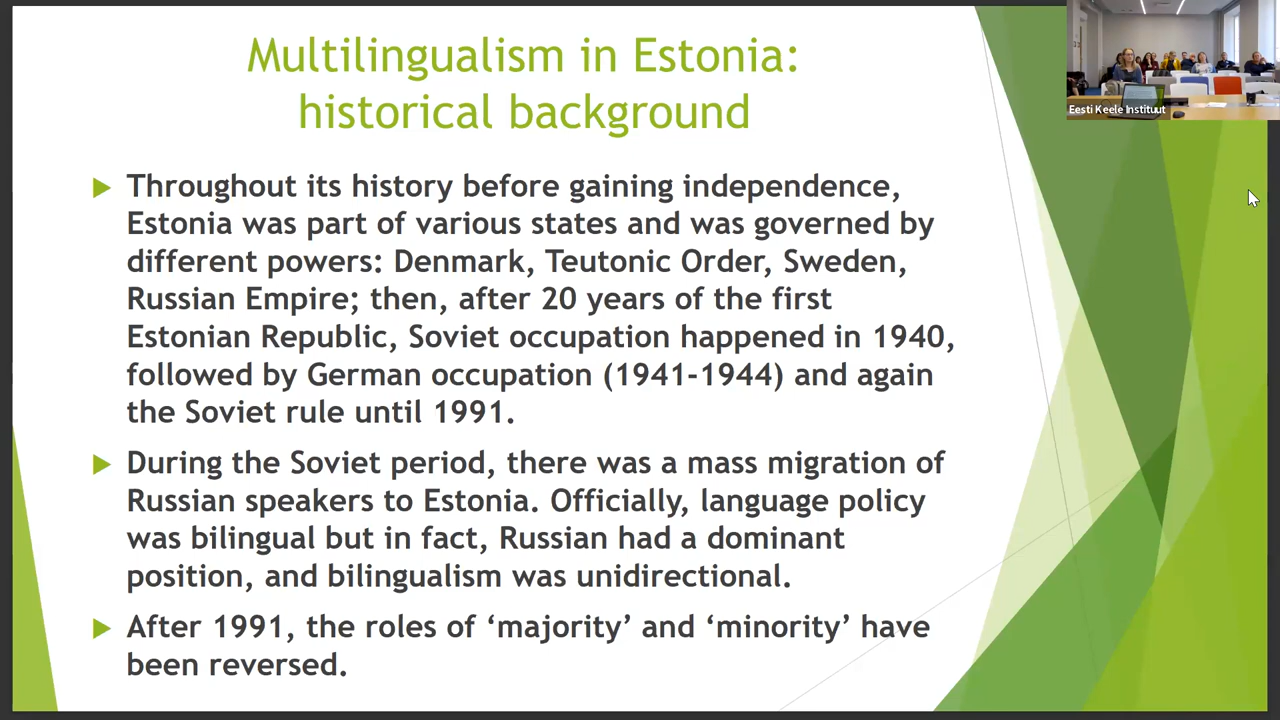 Multilingualism in Estonia:
historical background
Eesti Keele Instituut
Throughout its history before gaining independence,
Estonia was part of various states and was governed by
different powers: Denmark, Teutonic Order, Sweden,
Russian Empire; then, after 20 years of the first
Estonian Republic, Soviet occupation happened in 1940,
followed by German occupation (1941-1944) and again
the Soviet rule until 1991.
During the Soviet period, there was a mass migration of
Russian speakers to Estonia. Officially, language policy
was bilingual but in fact, Russian had a dominant
position, and bilingualism was unidirectional.
After 1991, the roles of ‘majority’ and ‘minority’ have
been reversed.